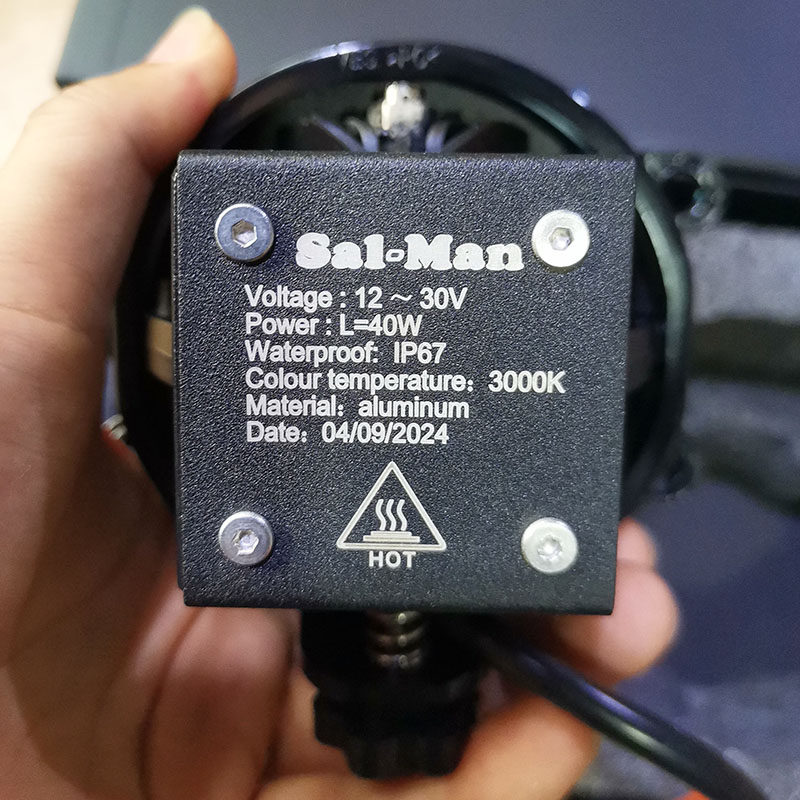 Sal-Man
Voltage : 12 ～ 30V
Power : L=40W
Waterproof: IP67
Colour temperature: 3000K
Material: aluminum
Date: 04/09/2024
HOT